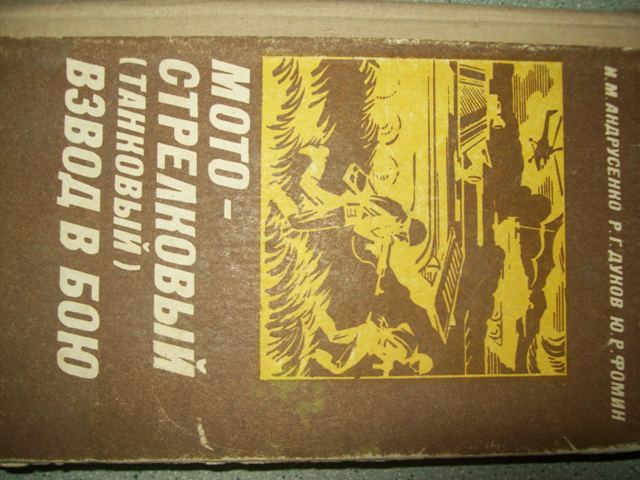 И. М. АНДРУСЕНКО Р. Г. ДУКОВ Ю. Р. ФОМИН
МОТО-
СТРЕЛКОВЫЙ
(ТАНКОВЫЙ)
ВЗВОД В БОЮ